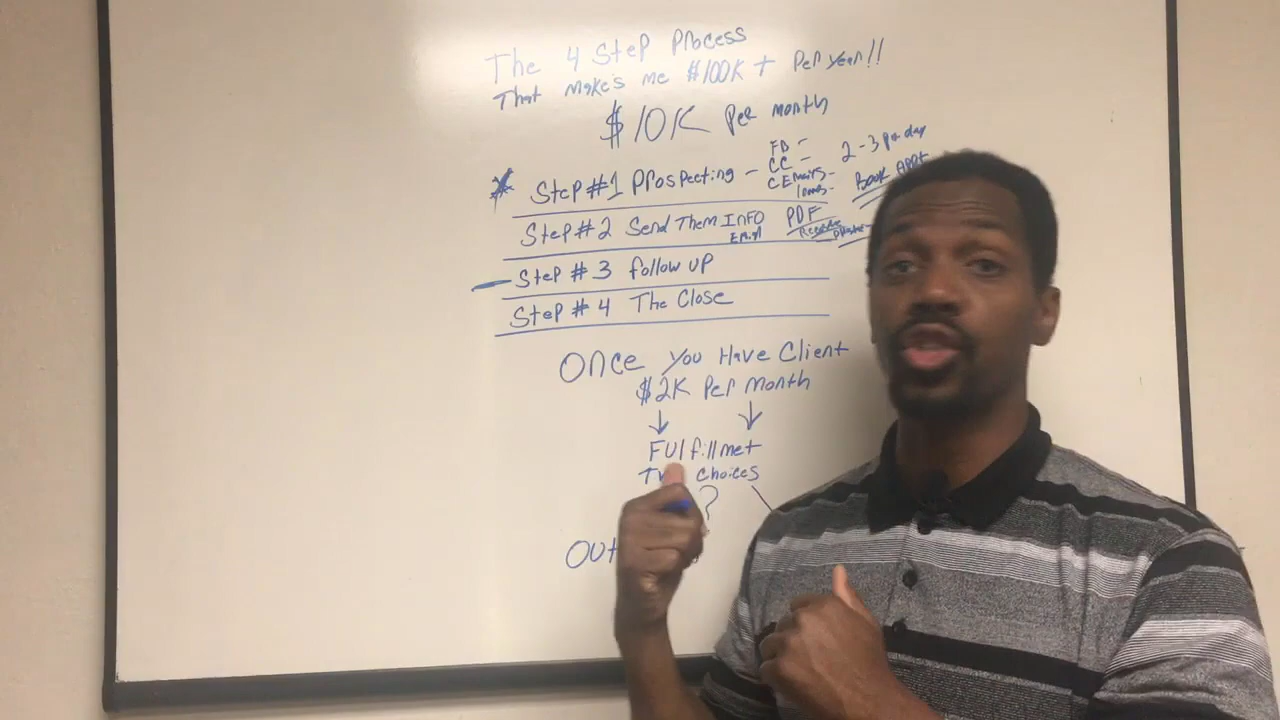 The 4 Step Process
That makes me $100K + Per year!!
$10K Per month
FB -
CC -
C Emails -
2-3 per day
Book APPt
Step #1 Prospecting -
Step #2 Send Them InFO PDF
Email
Step # 3 Follow UP
Step # 4 The Close
Once you Have Client
$2K Per Month
Fulfillmet
choices
?
Out